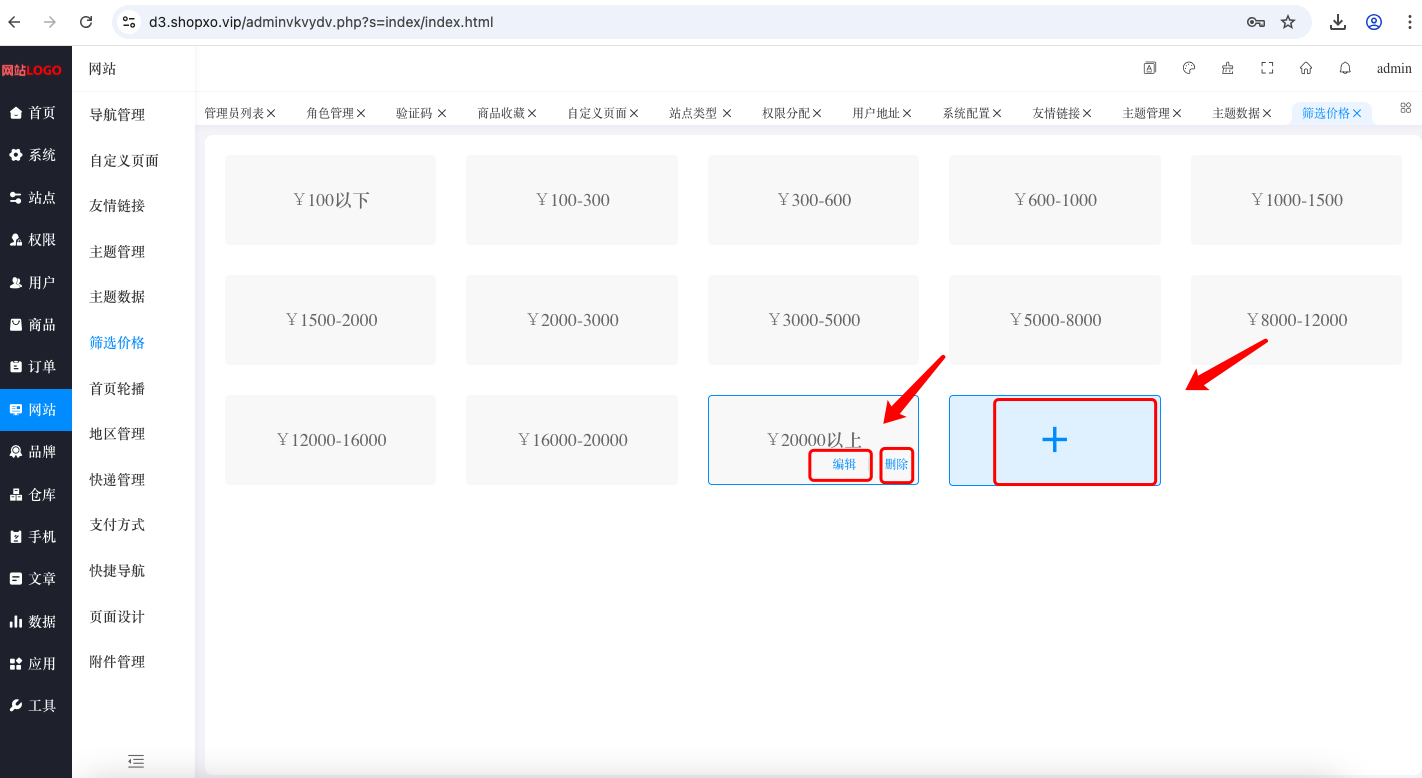 d3.shopxo.vip/adminvkvydv.php?s=index/index.html
网站LOGO
首页
系统
站点
权限
用户
商品
订单
网站
品牌
仓库
手机
文章
数据
应用
工具
网站
导航管理
自定义页面
友情链接
主题管理
主题数据
筛选价格
首页轮播
地区管理
快递管理
支付方式
快捷导航
页面设计
附件管理
admin
管理员列表 角色管理 验证码 商品收藏 自定义页面 站点类型 权限分配 用户地址 系统配置 友情链接 主题管理 主题数据 筛选价格
￥100以下 ￥100-300 ￥300-600 ￥600-1000 ￥1000-1500
￥1500-2000 ￥2000-3000 ￥3000-5000 ￥5000-8000 ￥8000-12000
￥12000-16000 ￥16000-20000 ￥20000以上
编辑 删除